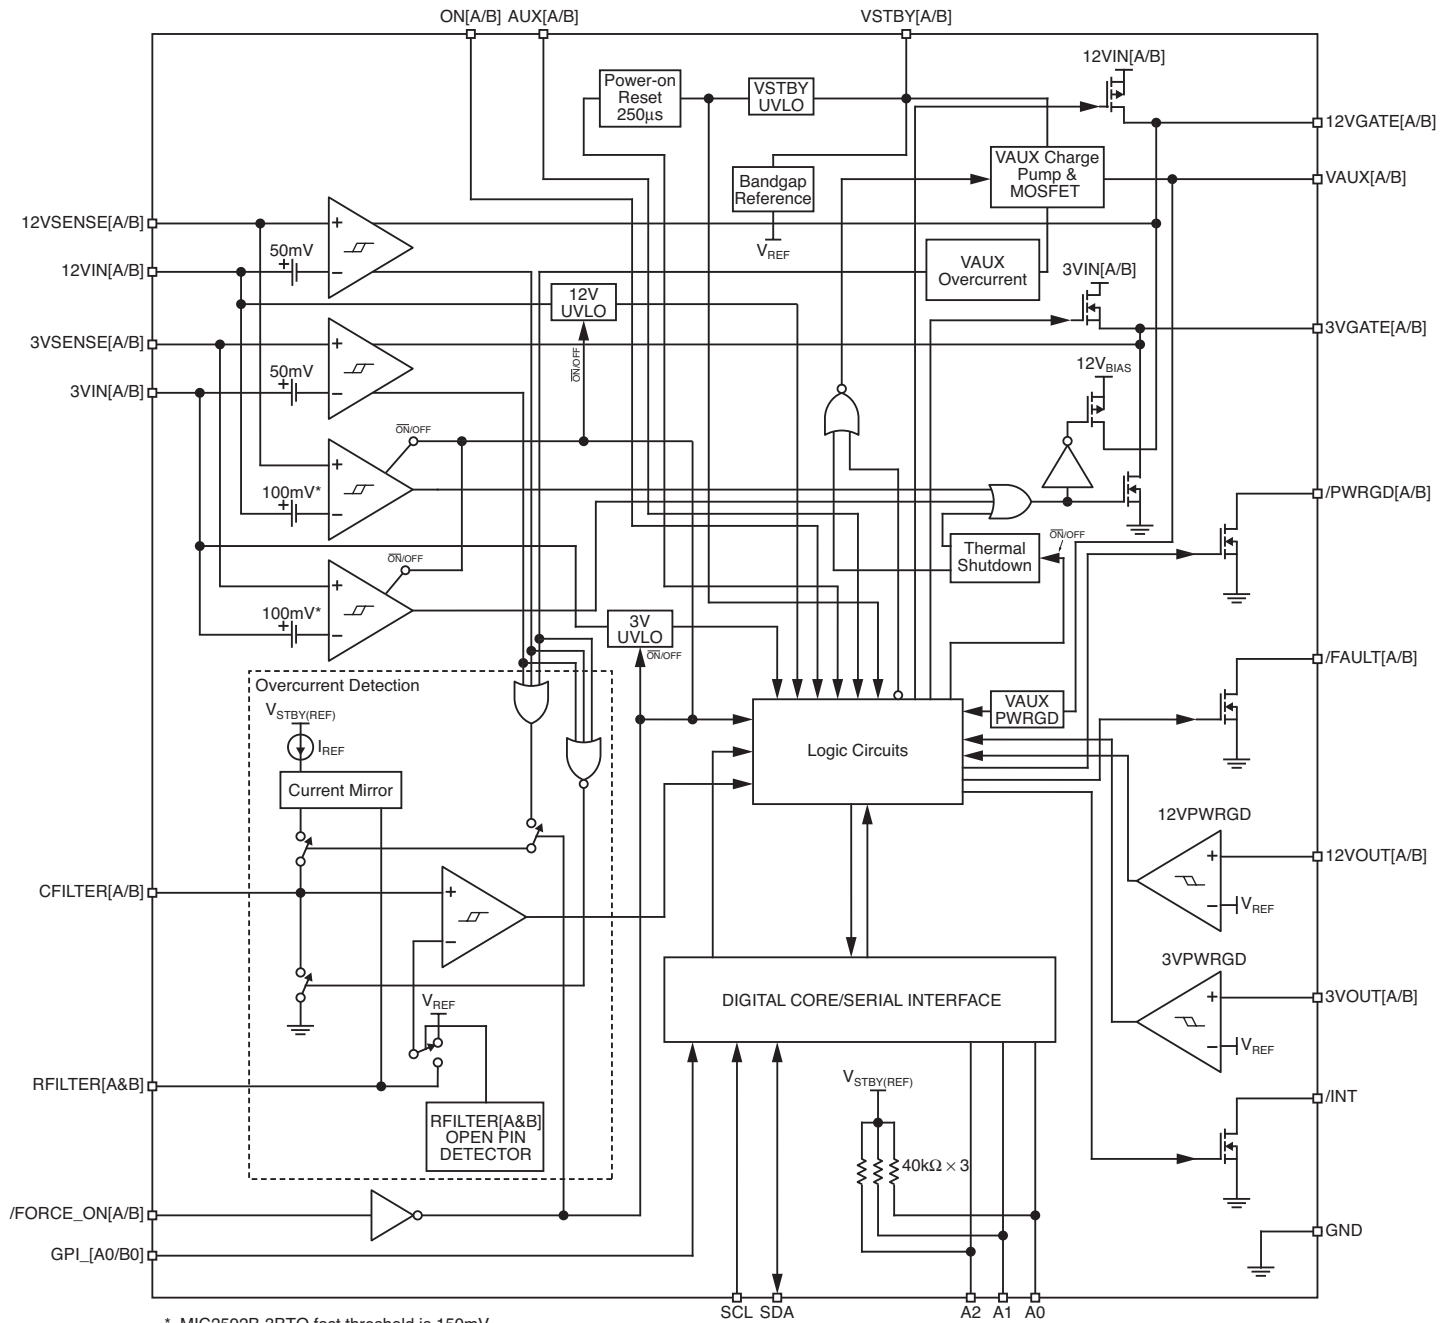 ON[A/B] AUX[A/B] VSTBY[A/B]
12VIN[A/B]
Power-on
Reset
250μs
VSTBY
UVLO
12VGATE[A/B]
VAUX Charge
Pump &
MOSFET
VAUX[A/B]
Bandgap
Reference
VREF
12VSENSE[A/B]
+
50mV
+
−
12VIN[A/B]
VAUX
Overcurrent
3VIN[A/B]
12V
UVLO
ON/OFF
3VGATE[A/B]
3VSENSE[A/B]
+
50mV
+
−
3VIN[A/B]
12VBIAS
ON/OFF
+
100mV*
+
−
/PWRGD[A/B]
ON/OFF
Thermal
Shutdown
ON/OFF
+
100mV*
+
−
3V
UVLO
ON/OFF
/FAULT[A/B]
Overcurrent Detection
VSTBY(REF)
IREF
Current Mirror
VAUX
PWRGD
Logic Circuits
12VPWRGD
+
12VOUT[A/B]
−
VREF
CFILTER[A/B]
+
−
3VPWRGD
+
3VOUT[A/B]
−
VREF
DIGITAL CORE/SERIAL INTERFACE
VREF
RFILTER[A&B]
RFILTER[A&B]
OPEN PIN
DETECTOR
VSTBY(REF)
40kΩ × 3
/INT
/FORCE_ON[A/B]
GPI_[A0/B0]
GND
SCL SDA A2 A1 A0
* MIC2592B-3BTQ fast threshold is 150mV